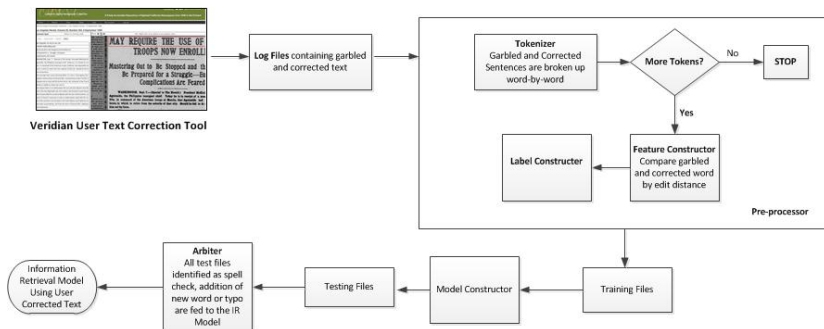 MAY REQUIRE THE USE OF
TROOPS NOW ENROLL
Mustering Out to Be Stopped and th
Be Prepared for a Struggle—En
Complications Are Feared
Veridian User Text Correction Tool
Log Files containing garbled
and corrected text
Tokenizer
Garbled and Corrected
Sentences are broken up
word-by-word
More Tokens?
No
STOP
Yes
Label Constructer
Feature Constructor
Compare garbled
and corrected word
by edit distance
Pre-processor
Information
Retrieval Model
Using User
Corrected Text
Arbiter
All test files
identified as spell
check, addition of
new word or typo
are fed to the IR
Model
Testing Files
Model Constructor
Training Files